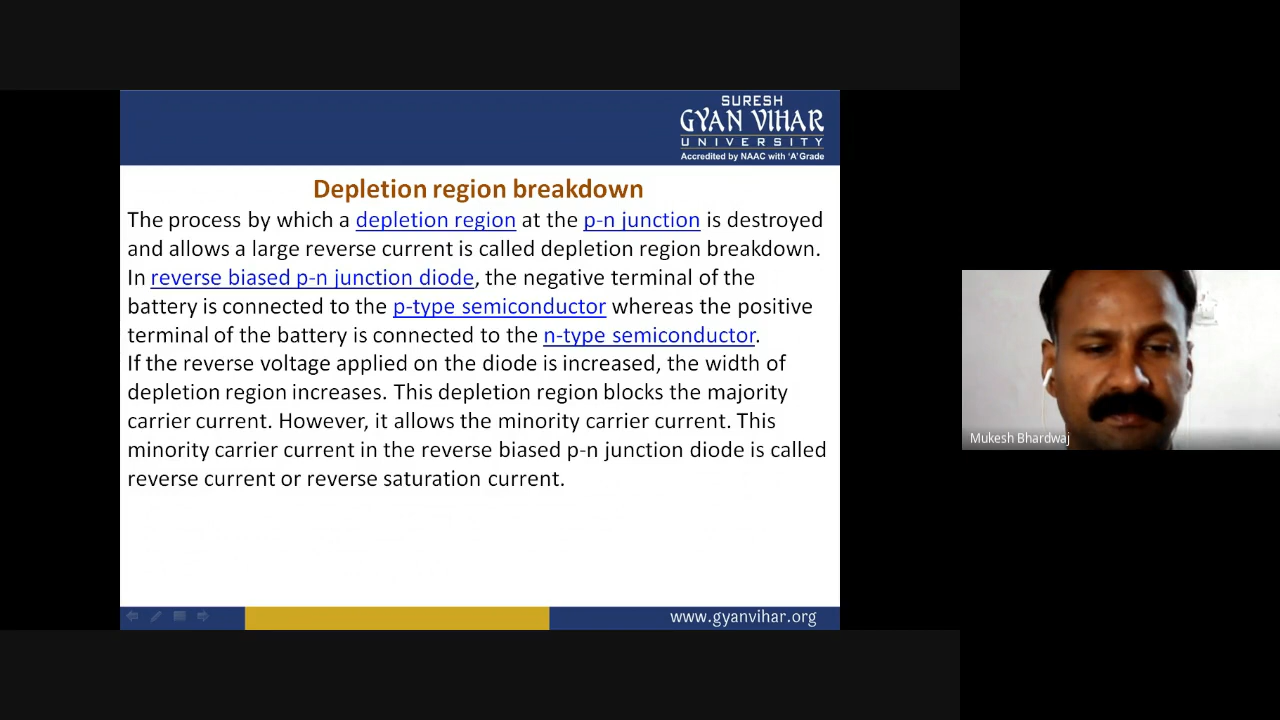 SURESH
GYAN VIHAR
UNIVERSITY
Accredited by NAAC with 'A' Grade
Depletion region breakdown
The process by which a depletion region at the p-n junction is destroyed
and allows a large reverse current is called depletion region breakdown.
In reverse biased p-n junction diode, the negative terminal of the
battery is connected to the p-type semiconductor whereas the positive
terminal of the battery is connected to the n-type semiconductor.
If the reverse voltage applied on the diode is increased, the width of
depletion region increases. This depletion region blocks the majority
carrier current. However, it allows the minority carrier current. This
minority carrier current in the reverse biased p-n junction diode is called
reverse current or reverse saturation current.
www.gyanvihar.org
Mukesh Bhardwaj